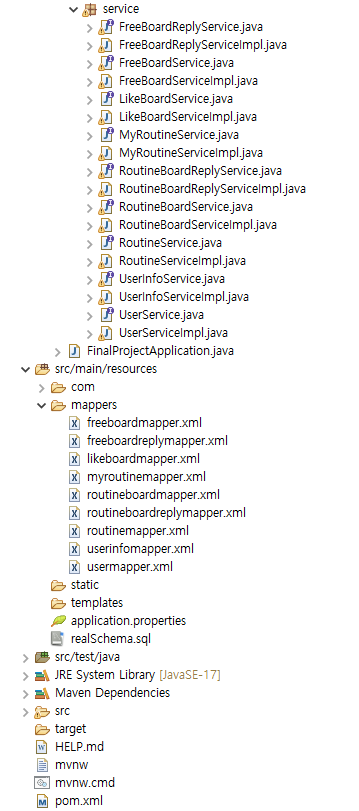 service
FreeBoardReplyService.java
FreeBoardReplyServiceImpl.java
FreeBoardService.java
FreeBoardServiceImpl.java
LikeBoardService.java
LikeBoardServiceImpl.java
MyRoutineService.java
MyRoutineServiceImpl.java
RoutineBoardReplyService.java
RoutineBoardReplyServiceImpl.java
RoutineBoardService.java
RoutineBoardServiceImpl.java
RoutineService.java
RoutineServiceImpl.java
UserInfoService.java
UserInfoServiceImpl.java
UserService.java
UserServiceImpl.java
FinalProjectApplication.java
src/main/resources
com
mappers
freeboardmapper.xml
freeboardreplymapper.xml
likeboardmapper.xml
myroutinemapper.xml
routineboardmapper.xml
routineboardreplymapper.xml
routinemapper.xml
userinfomapper.xml
usermapper.xml
static
templates
application.properties
realSchema.sql
src/test/java
JRE System Library [JavaSE-17]
Maven Dependencies
src
target
HELP.md
mvnw
mvnw.cmd
pom.xml